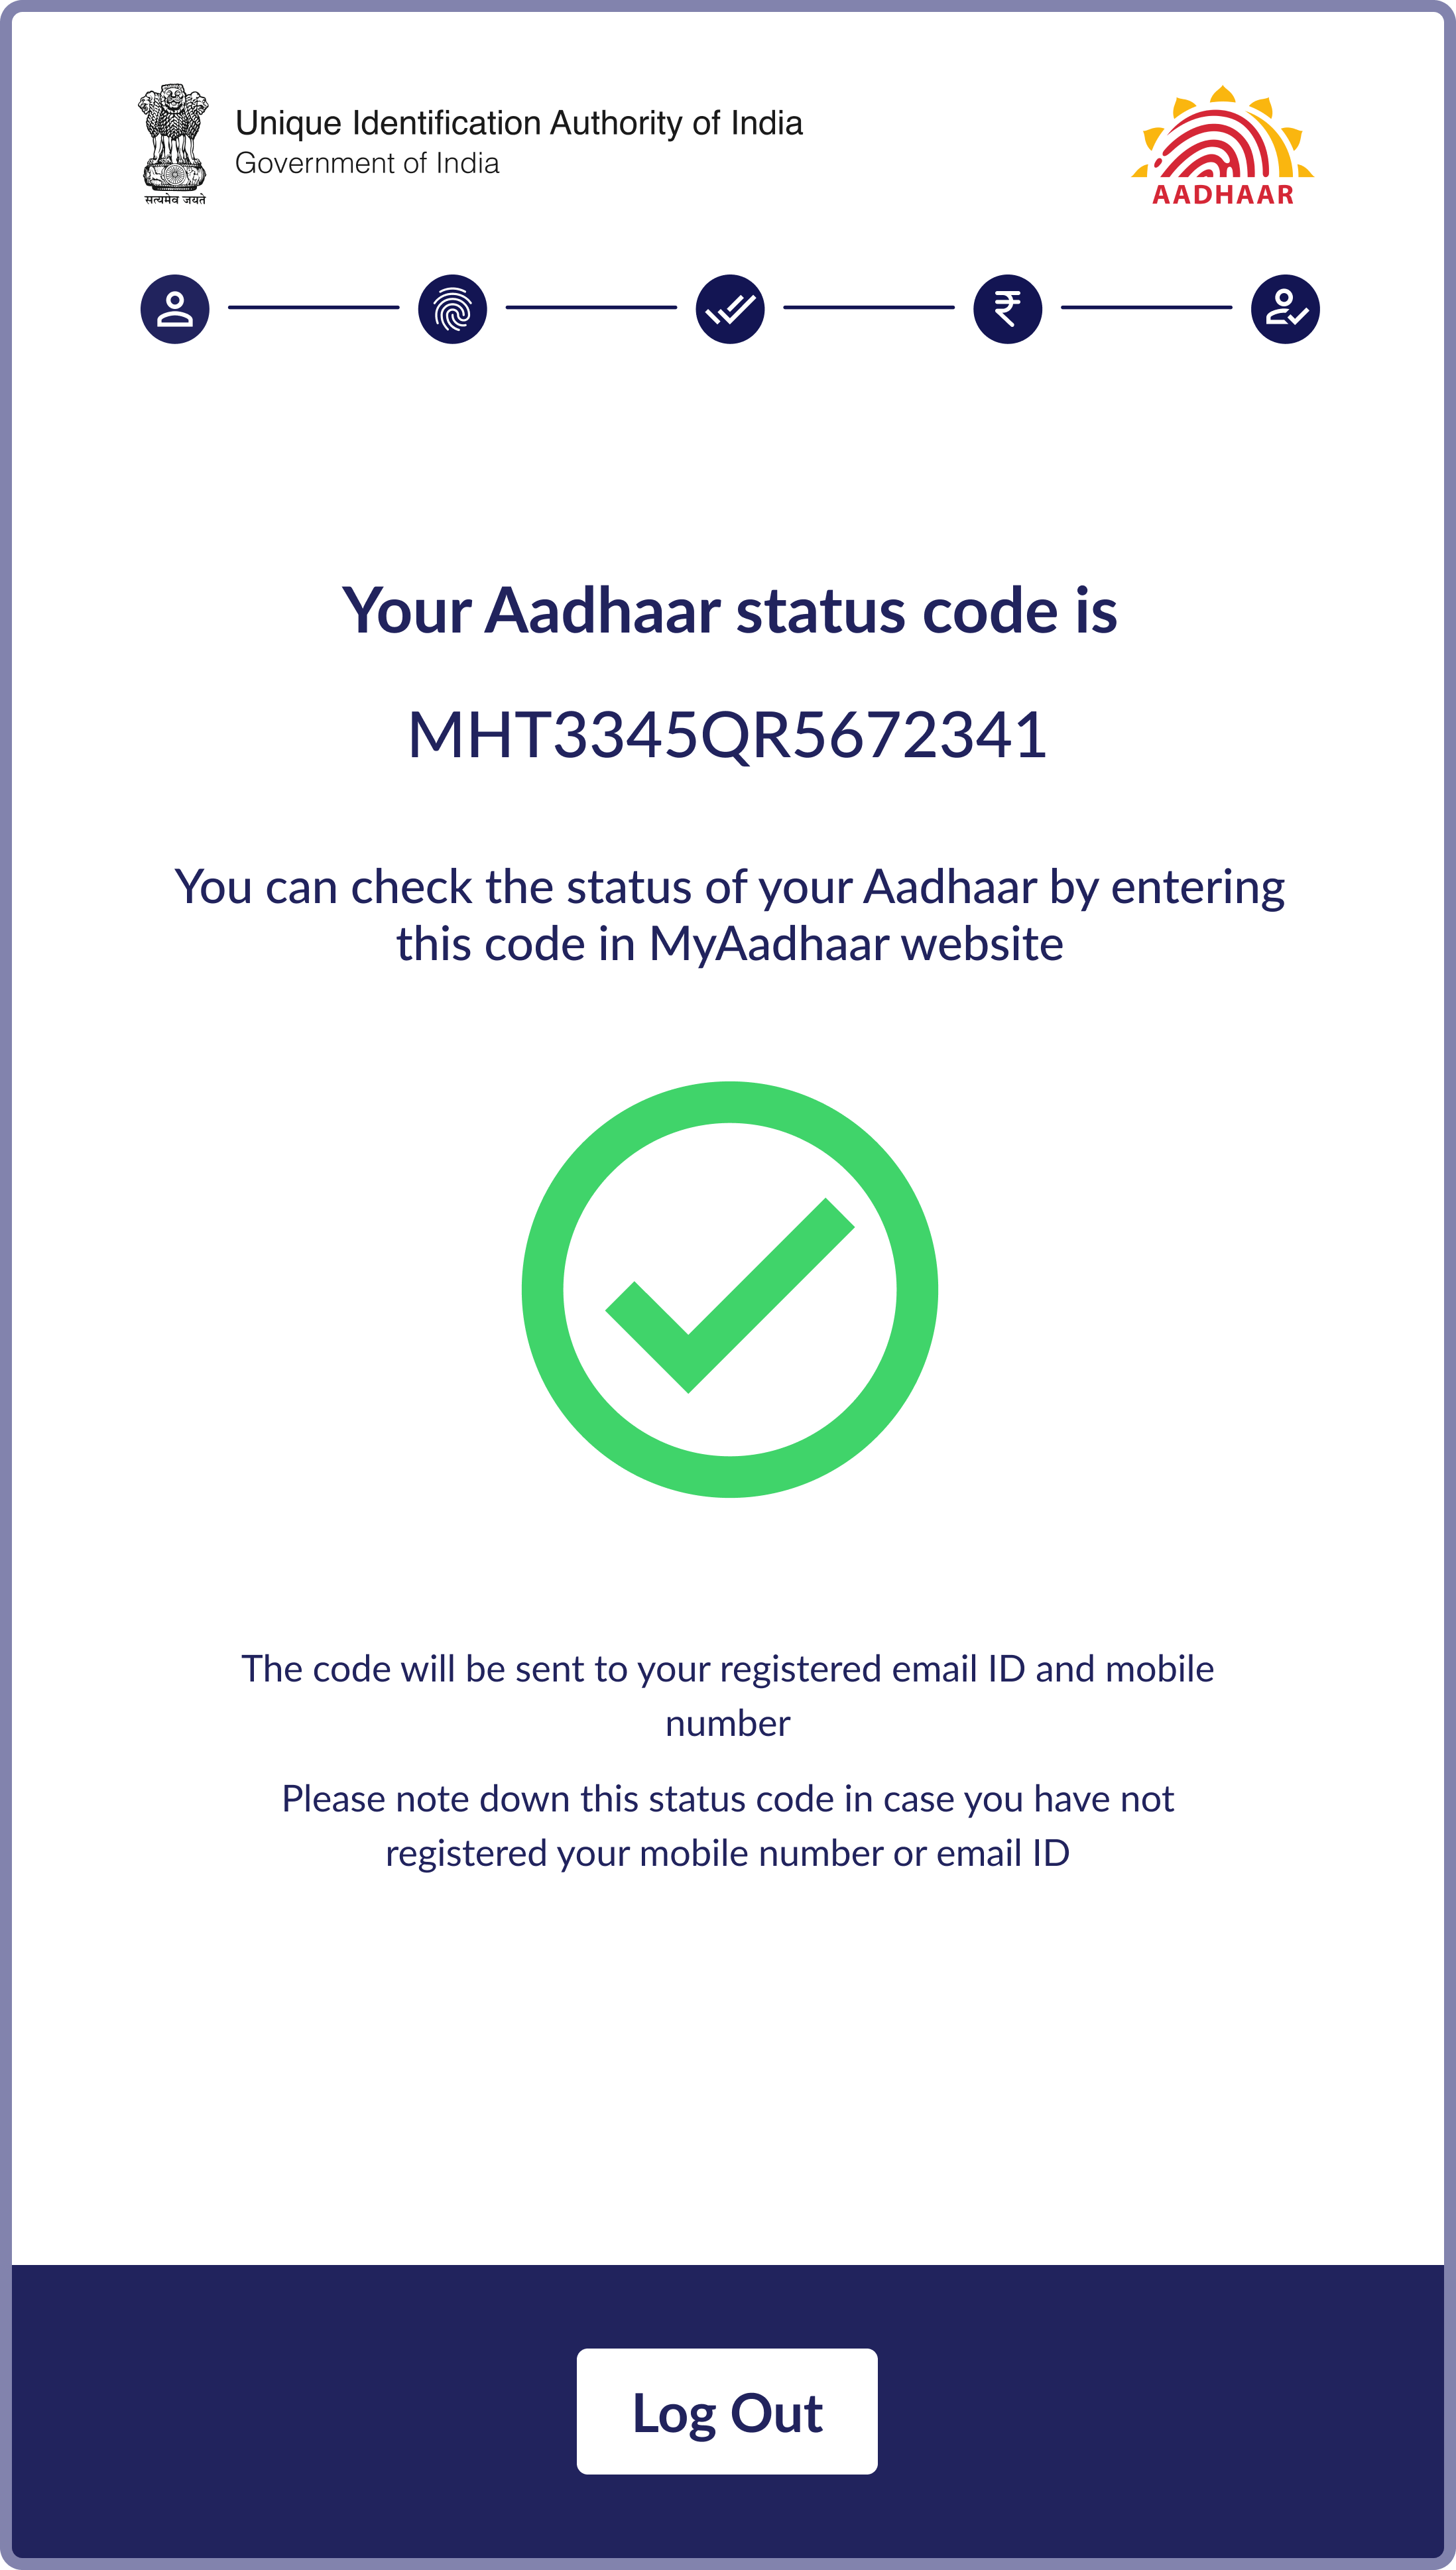 Unique Identification Authority of India
Government of India
सत्यमेव जयते
AADHAAR
Your Aadhaar status code is
MHT3345QR5672341
You can check the status of your Aadhaar by entering
this code in MyAadhaar website
The code will be sent to your registered email ID and mobile
number
Please note down this status code in case you have not
registered your mobile number or email ID
Log Out